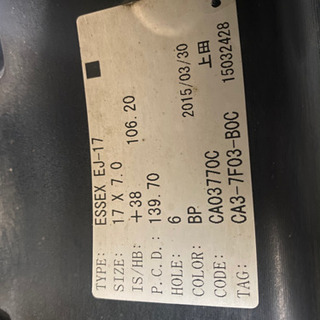 TYPE: ESSEX EJ-17
SIZE: 17 X 7.0
IS/HB: +38 106.20
P.C.D.: 139.70
HOLE: 6
COLOR: BP 2015/03/30
CODE: CA03770C 上田
TAG: CA3-7F03-BOC 15032428